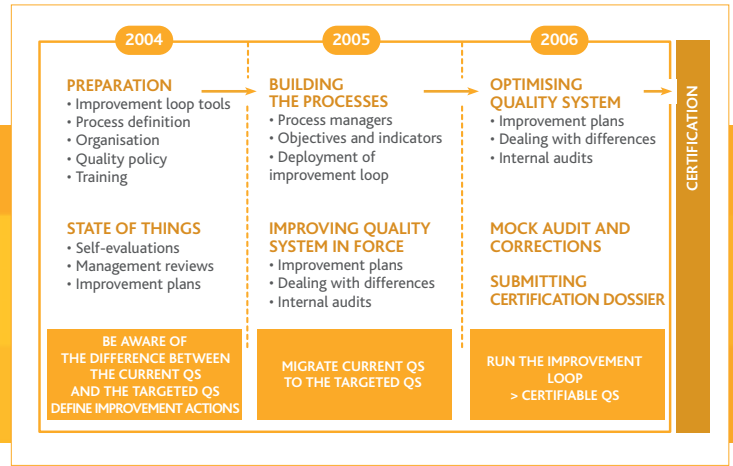 2004
PREPARATION
• Improvement loop tools
• Process definition
• Organisation
• Quality policy
• Training
STATE OF THINGS
• Self-evaluations
• Management reviews
• Improvement plans
BE AWARE OF
THE DIFFERENCE BETWEEN
THE CURRENT QS
AND THE TARGETED QS
DEFINE IMPROVEMENT ACTIONS
2005
BUILDING
THE PROCESSES
• Process managers
• Objectives and indicators
• Deployment of
improvement loop
IMPROVING QUALITY
SYSTEM IN FORCE
• Improvement plans
• Dealing with differences
• Internal audits
MIGRATE CURRENT QS
TO THE TARGETED QS
2006
OPTIMISING
QUALITY SYSTEM
• Improvement plans
• Dealing with differences
• Internal audits
MOCK AUDIT AND
CORRECTIONS
SUBMITTING
CERTIFICATION DOSSIER
RUN THE IMPROVEMENT
LOOP
> CERTIFIABLE QS
CERTIFICATION